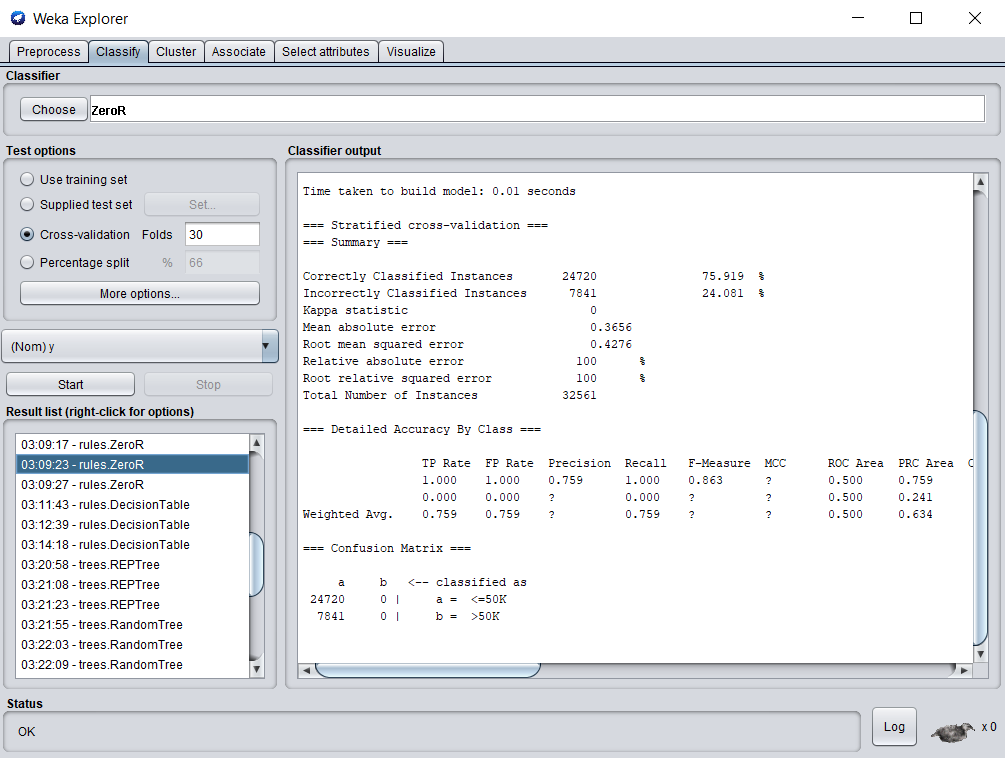 Weka Explorer
Preprocess Classify Cluster Associate Select attributes Visualize
Classifier
Choose ZeroR
Test options
Use training set
Supplied test set Set...
Cross-validation Folds 30
Percentage split % 66
More options...
(Nom) y
Start Stop
Result list (right-click for options)
03:09:17 - rules.ZeroR
03:09:23 - rules.ZeroR
03:09:27 - rules.ZeroR
03:11:43 - rules.DecisionTable
03:12:39 - rules.DecisionTable
03:14:18 - rules.DecisionTable
03:20:58 - trees.REPTree
03:21:08 - trees.REPTree
03:21:23 - trees.REPTree
03:21:55 - trees.RandomTree
03:22:03 - trees.RandomTree
03:22:09 - trees.RandomTree
Classifier output
Time taken to build model: 0.01 seconds
=== Stratified cross-validation ===
=== Summary ===
Correctly Classified Instances 24720 75.919 %
Incorrectly Classified Instances 7841 24.081 %
Kappa statistic 0
Mean absolute error 0.3656
Root mean squared error 0.4276
Relative absolute error 100 %
Root relative squared error 100 %
Total Number of Instances 32561
=== Detailed Accuracy By Class ===
TP Rate FP Rate Precision Recall F-Measure MCC ROC Area PRC Area
1.000 1.000 0.759 1.000 0.863 ? 0.500 0.759
0.000 0.000 ? 0.000 ? ? 0.500 0.241
Weighted Avg. 0.759 0.759 ? 0.759 ? ? 0.500 0.634
=== Confusion Matrix ===
a b <-- classified as
24720 0 | a = <=50K
7841 0 | b = >50K
Status
OK
Log x 0